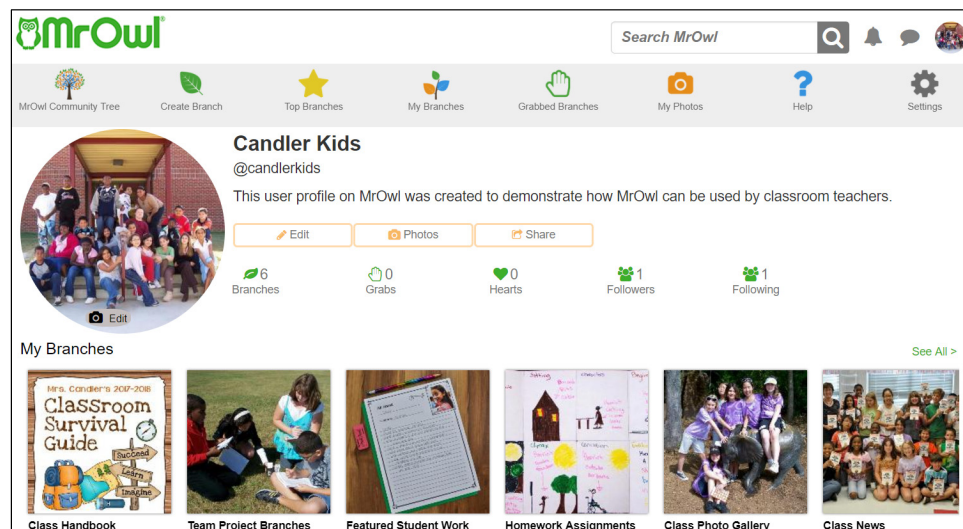 MrOwl®
Search MrOwl
MrOwl Community Tree
Create Branch
Top Branches
My Branches
Grabbed Branches
My Photos
Help
Settings
Candler Kids
@candlerkids
This user profile on MrOwl was created to demonstrate how MrOwl can be used by classroom teachers.
Edit
Photos
Share
6
Branches
0
Grabs
0
Hearts
1
Followers
1
Following
Edit
My Branches
See All >
Mrs. Candler's 2017-2018
Classroom
Survival
Guide
Succeed
Learn
Imagine
Setting
Class Handbook
Team Project Branches
Featured Student Work
Homework Assignments
Class Photo Gallery
Class News